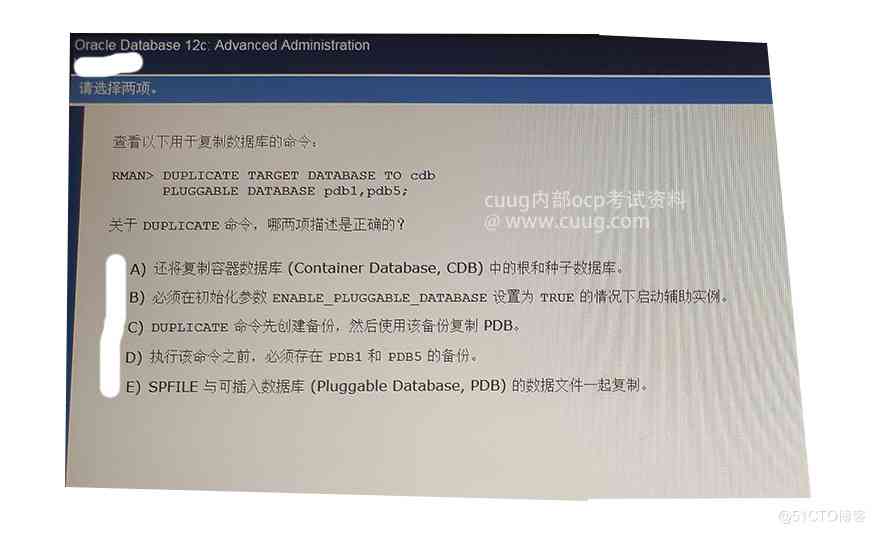 Oracle Database 12c: Advanced Administration
请选择两项。
查看以下用于复制数据库的命令：
RMAN> DUPLICATE TARGET DATABASE TO cdb
PLUGGABLE DATABASE pdb1,pdb5;
cuug内部ocp考试资料
@ www.cuug.com
关于 DUPLICATE 命令，哪两项描述是正确的？
A) 还将复制容器数据库 (Container Database, CDB) 中的根和种子数据库。
B) 必须在初始化参数 ENABLE_PLUGGABLE_DATABASE 设置为 TRUE 的情况下启动辅助实例。
C) DUPLICATE 命令先创建备份，然后使用该备份复制 PDB。
D) 执行该命令之前，必须存在 PDB1 和 PDB5 的备份。
E) SPFILE 与可插入数据库 (Pluggable Database, PDB) 的数据文件一起复制。
@51CTO博客